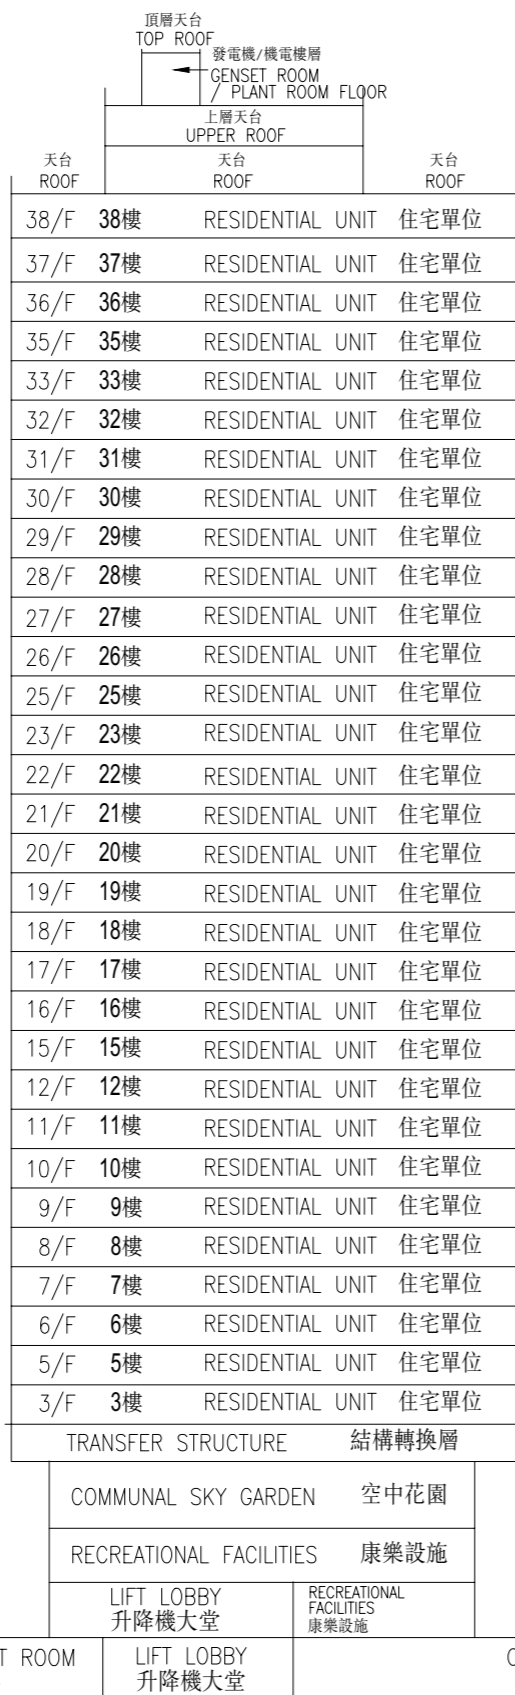 頂層天台
TOP ROOF
發電機/機電樓層
GENSET ROOM
/ PLANT ROOM FLOOR
上層天台
UPPER ROOF
天台 天台 天台
ROOF ROOF ROOF
38/F 38樓 RESIDENTIAL UNIT 住宅單位
37/F 37樓 RESIDENTIAL UNIT 住宅單位
36/F 36樓 RESIDENTIAL UNIT 住宅單位
35/F 35樓 RESIDENTIAL UNIT 住宅單位
33/F 33樓 RESIDENTIAL UNIT 住宅單位
32/F 32樓 RESIDENTIAL UNIT 住宅單位
31/F 31樓 RESIDENTIAL UNIT 住宅單位
30/F 30樓 RESIDENTIAL UNIT 住宅單位
29/F 29樓 RESIDENTIAL UNIT 住宅單位
28/F 28樓 RESIDENTIAL UNIT 住宅單位
27/F 27樓 RESIDENTIAL UNIT 住宅單位
26/F 26樓 RESIDENTIAL UNIT 住宅單位
25/F 25樓 RESIDENTIAL UNIT 住宅單位
23/F 23樓 RESIDENTIAL UNIT 住宅單位
22/F 22樓 RESIDENTIAL UNIT 住宅單位
21/F 21樓 RESIDENTIAL UNIT 住宅單位
20/F 20樓 RESIDENTIAL UNIT 住宅單位
19/F 19樓 RESIDENTIAL UNIT 住宅單位
18/F 18樓 RESIDENTIAL UNIT 住宅單位
17/F 17樓 RESIDENTIAL UNIT 住宅單位
16/F 16樓 RESIDENTIAL UNIT 住宅單位
15/F 15樓 RESIDENTIAL UNIT 住宅單位
12/F 12樓 RESIDENTIAL UNIT 住宅單位
11/F 11樓 RESIDENTIAL UNIT 住宅單位
10/F 10樓 RESIDENTIAL UNIT 住宅單位
9/F 9樓 RESIDENTIAL UNIT 住宅單位
8/F 8樓 RESIDENTIAL UNIT 住宅單位
7/F 7樓 RESIDENTIAL UNIT 住宅單位
6/F 6樓 RESIDENTIAL UNIT 住宅單位
5/F 5樓 RESIDENTIAL UNIT 住宅單位
3/F 3樓 RESIDENTIAL UNIT 住宅單位
TRANSFER STRUCTURE 結構轉換層
COMMUNAL SKY GARDEN 空中花園
RECREATIONAL FACILITIES 康樂設施
LIFT LOBBY
升降機大堂
RECREATIONAL
FACILITIES
康樂設施
T ROOM
LIFT LOBBY
升降機大堂